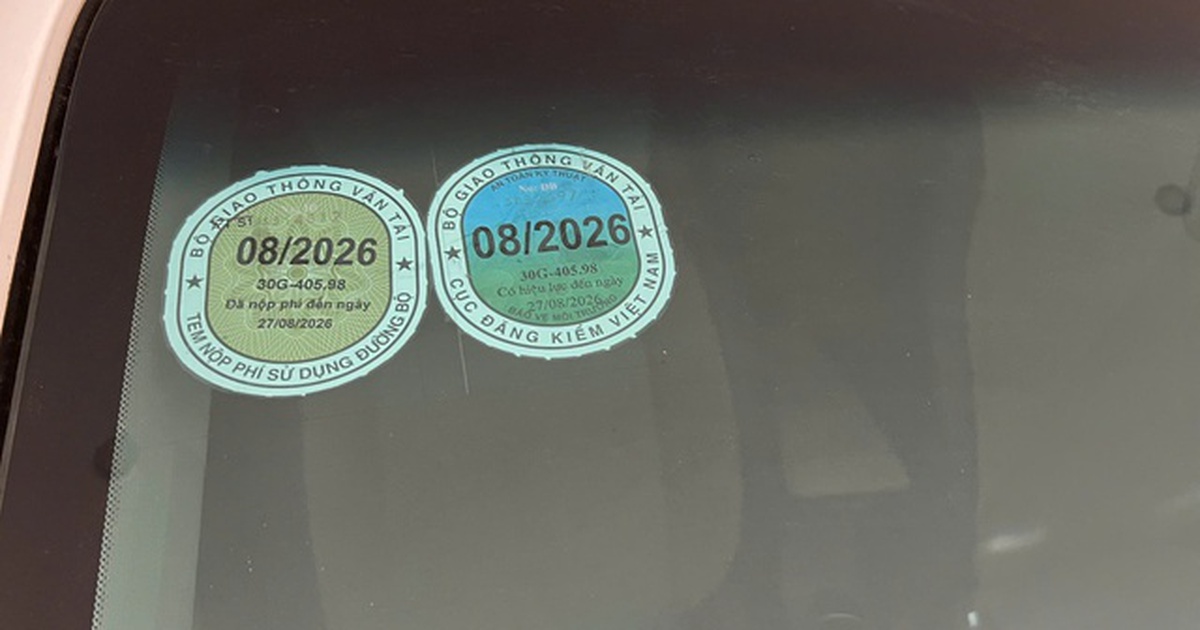 BỘ GIAO THÔNG VẬN TẢI
08/2026
30G-405.98
Đã nộp phí đến ngày
27/08/2026
TEM NỘP PHÍ SỬ DỤNG ĐƯỜNG BỘ
BỘ GIAO THÔNG VẬN TẢI
AN TOÀN KỸ THUẬT
08/2026
30G-405.98
Có hiệu lực đến ngày
27/08/2026
BẢO VỆ MÔI TRƯỜNG
CỤC ĐĂNG KIỂM VIỆT NAM